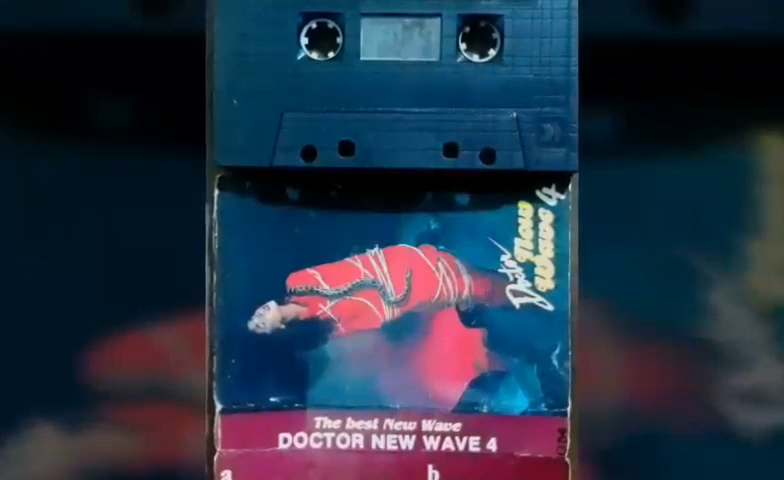 Doctor
New
Wave 4
The best New Wave
DOCTOR NEW WAVE 4
a
b